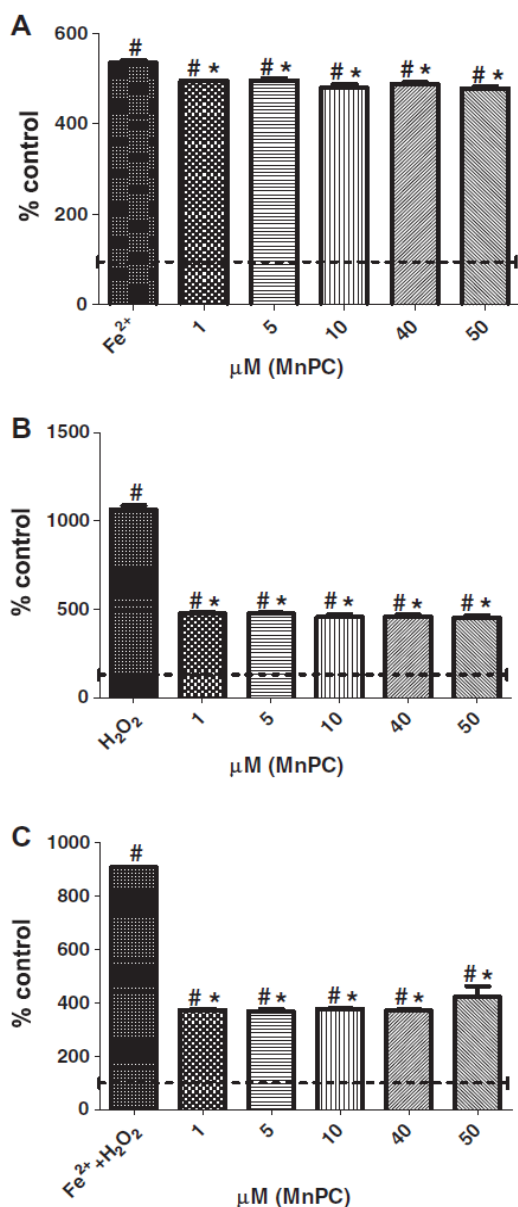 A
600
400
200
0
% control
# # * # * # * # * # *
Fe²⁺ 1 5 10 40 50
μM (MnPC)
B
1500
1000
500
0
% control
# # * # * # * # * # *
H₂O₂ 1 5 10 40 50
μM (MnPC)
C
1000
800
600
400
200
0
% control
# # * # * # * # * # *
Fe²⁺+H₂O₂ 1 5 10 40 50
μM (MnPC)